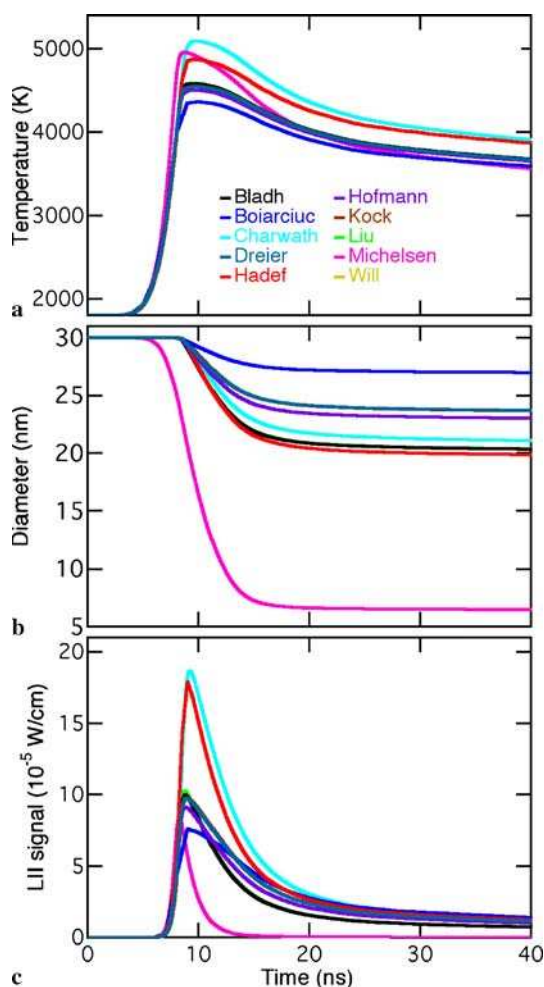 5000
4000
3000
2000
Temperature (K)
Bladh
Boiarciuc
Charwath
Dreier
Hadef
Hofmann
Kock
Liu
Michelsen
Will
a
30
25
20
15
10
5
Diameter (nm)
b
20
15
10
5
0
LII signal (10⁻⁵ W/cm)
0
10
20
30
40
Time (ns)
c